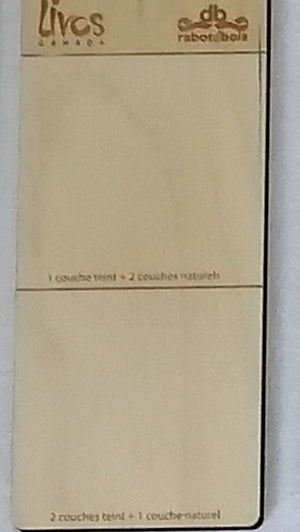 Livos
CANADA
db
rabot d bois
1 couche teint + 2 couches naturels
2 couches teint + 1 couche naturel